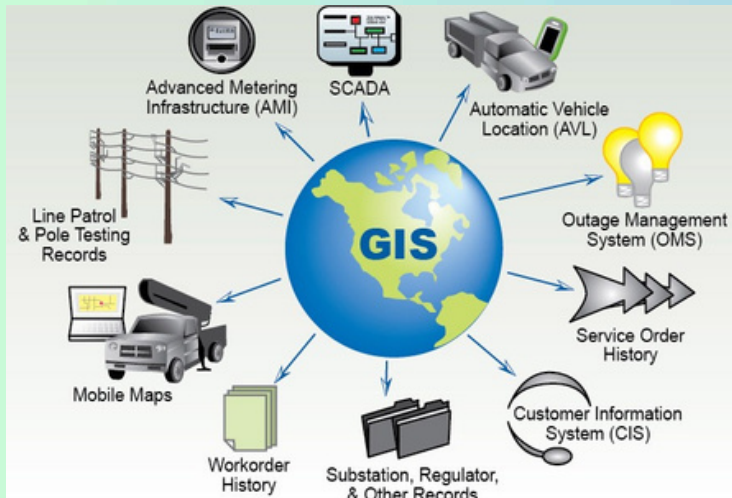 Advanced Metering
Infrastructure (AMI)
SCADA
Automatic Vehicle
Location (AVL)
Line Patrol
& Pole Testing
Records
GIS
Outage Management
System (OMS)
Mobile Maps
Service Order
History
Workorder
History
Substation, Regulator,
& Other Records
Customer Information
System (CIS)